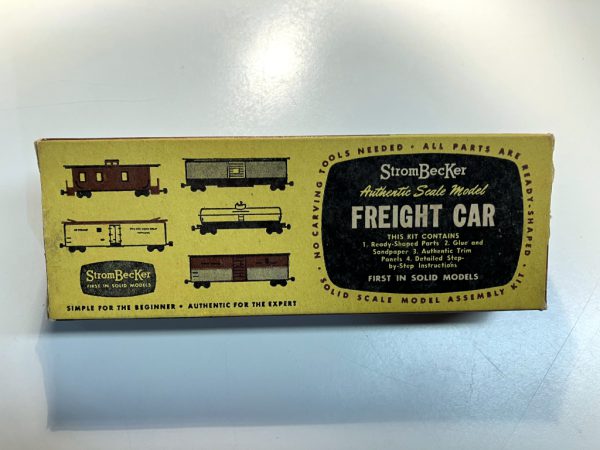 NO CARVING TOOLS NEEDED • ALL PARTS ARE READY-SHAPED •
SOLID SCALE MODEL ASSEMBLY KIT •
StromBecKer
Authentic Scale Model
FREIGHT CAR
THIS KIT CONTAINS
1. Ready-Shaped Parts 2. Glue and
Sandpaper 3. Authentic Trim
Panels 4. Detailed Step-
by-Step Instructions
FIRST IN SOLID MODELS
StromBecKer
FIRST IN SOLID MODELS
SIMPLE FOR THE BEGINNER • AUTHENTIC FOR THE EXPERT